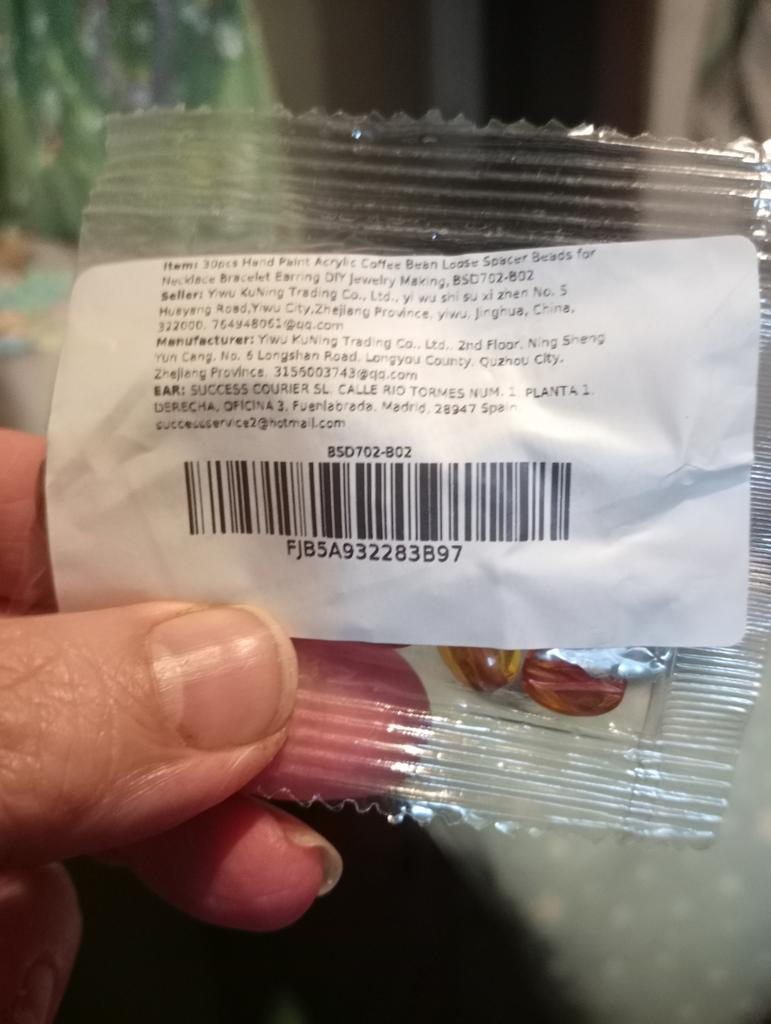 Item: 30pcs Hand Paint Acrylic Coffee Bean Loose Spacer Beads for
Necklace Bracelet Earring DIY Jewelry Making, BSD702-B02
Seller: Yiwu KuNing Trading Co., Ltd., yi wu shi su xi zhen No. 5
Huayang Road,Yiwu City,Zhejiang Province, yiwu, Jinghua, China,
322000. 764948061@qq.com
Manufacturer: Yiwu KuNing Trading Co., Ltd., 2nd Floor, Ning Sheng
Yun Cang, No. 6 Longshan Road, Longyou County, Quzhou City,
Zhejiang Province. 3156003743@qq.com
EAR: SUCCESS COURIER SL. CALLE RIO TORMES NUM. 1, PLANTA 1,
DERECHA, OFICINA 3, Fuenlabrada, Madrid, 28947 Spain
successservice2@hotmail.com
BSD702-B02
FJB5A932283B97